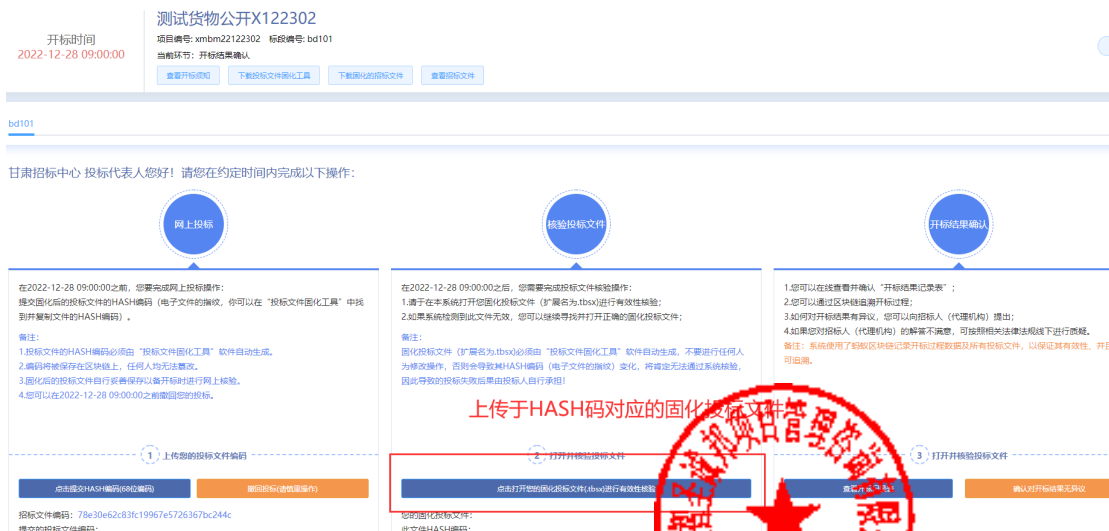 开标时间
2022-12-28 09:00:00
测试货物公开X122302
项目编号: xmbm22122302 标段编号: bd101
当前环节: 开标结果确认
查看开标须知 下载投标文件固化工具 下载固化的招标文件 查看招标文件
bd101
甘肃招标中心 投标代表人您好！请您在约定时间内完成以下操作:
网上投标
在2022-12-28 09:00:00之前, 您要完成网上投标操作:
提交固化后的投标文件的HASH编码（电子文件的指纹, 你可以在“投标文件固化工具”中找
到并复制文件的HASH编码）。
备注:
1.投标文件的HASH编码必须由“投标文件固化工具”软件自动生成。
2.编码将被保存在区块链上，任何人均无法篡改。
3.固化后的投标文件自行妥善保存以备开标时进行网上核验。
4.您可以在2022-12-28 09:00:00之前撤回您的投标。
1 上传您的投标文件编码
点击提交HASH编码(68位编码) 撤回投标(请慎重操作)
招标文件编码: 78e30e62c83fc19967e5726367bc244c
提交的投标文件编码:
核验投标文件
在2022-12-28 09:00:00之后, 您需要完成投标文件核验操作:
1.请于在本系统打开您固化投标文件（扩展名为.tbsx)进行有效性核验;
2.如果系统检测到此文件无效，您可以继续寻找并打开正确的固化投标文件;
备注:
固化投标文件（扩展名为.tbsx)必须由“投标文件固化工具”软件自动生成，不要进行任何人
为修改操作，否则会导致其HASH编码（电子文件的指纹）变化，将肯定无法通过系统核验,
因此导致的投标失败后果由投标人自行承担!
上传于HASH码对应的固化投标文件
2 打开并核验投标文件
点击打开您的固化投标文件(.tbsx)进行有效性核验
您的固化投标文件:
此文件HASH编码:
开标结果确认
1.您可以在线查看并确认“开标结果记录表”;
2.您可以通过区块链追溯开标过程;
3.如何对开标结果有异议，您可以向招标人（代理机构）提出;
4.如果您对招标人（代理机构）的解答不满意，可按照相关法律法规线下进行质疑。
备注: 系统使用了蚂蚁区块链记录开标过程数据及所有投标文件，以保证其有效性、并且
可追溯。
3 打开并核验投标文件
查看开 确认对开标结果无异议
项目管理咨询有限